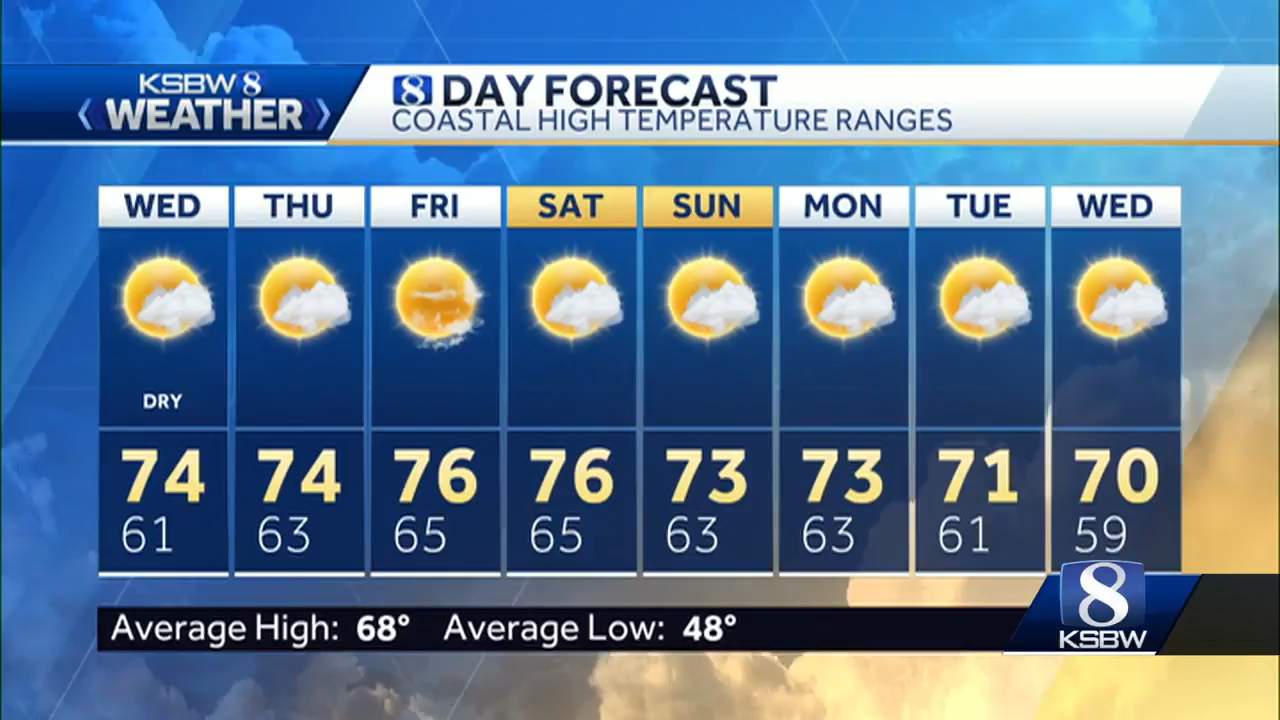 KSBW 8
WEATHER
8 DAY FORECAST
COASTAL HIGH TEMPERATURE RANGES
WED THU FRI SAT SUN MON TUE WED
DRY
74 74 76 76 73 73 71 70
61 63 65 65 63 63 61 59
Average High: 68° Average Low: 48°
8
KSBW